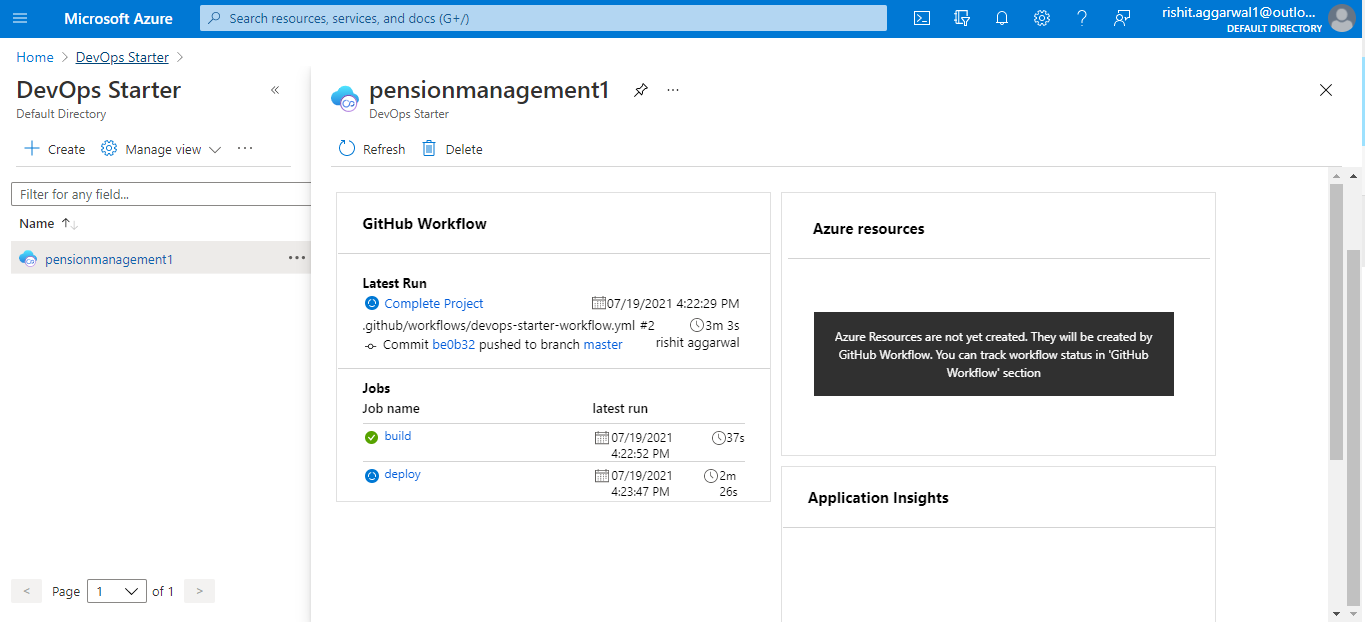 Microsoft Azure
Search resources, services, and docs (G+/)
rishit.aggarwal1@outlo...
DEFAULT DIRECTORY
Home > DevOps Starter >
DevOps Starter
Default Directory
Create Manage view ...
Filter for any field...
Name
pensionmanagement1 ...
< Page 1 of 1 >
pensionmanagement1 ...
DevOps Starter
Refresh Delete
GitHub Workflow
Latest Run
Complete Project 07/19/2021 4:22:29 PM
.github/workflows/devops-starter-workflow.yml #2 3m 3s
Commit be0b32 pushed to branch master rishit aggarwal
Jobs
Job name latest run
build 07/19/2021 37s
4:22:52 PM
deploy 07/19/2021 2m
4:23:47 PM 26s
Azure resources
Azure Resources are not yet created. They will be created by
GitHub Workflow. You can track workflow status in 'GitHub
Workflow' section
Application Insights